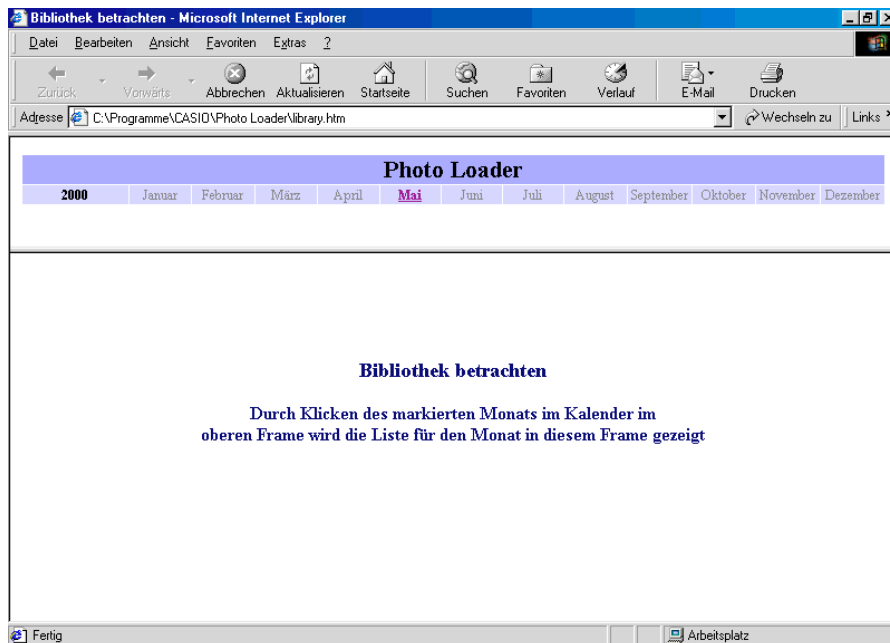 Bibliothek betrachten - Microsoft Internet Explorer
Datei Bearbeiten Ansicht Favoriten Extras ?
Zurück Vorwärts Abbrechen Aktualisieren Startseite Suchen Favoriten Verlauf E-Mail Drucken
Adresse C:\Programme\CASIO\Photo Loader\library.htm Wechseln zu Links
Photo Loader
2000 Januar Februar März April Mai Juni Juli August September Oktober November Dezember
Bibliothek betrachten
Durch Klicken des markierten Monats im Kalender im
oberen Frame wird die Liste für den Monat in diesem Frame gezeigt
Fertig Arbeitsplatz